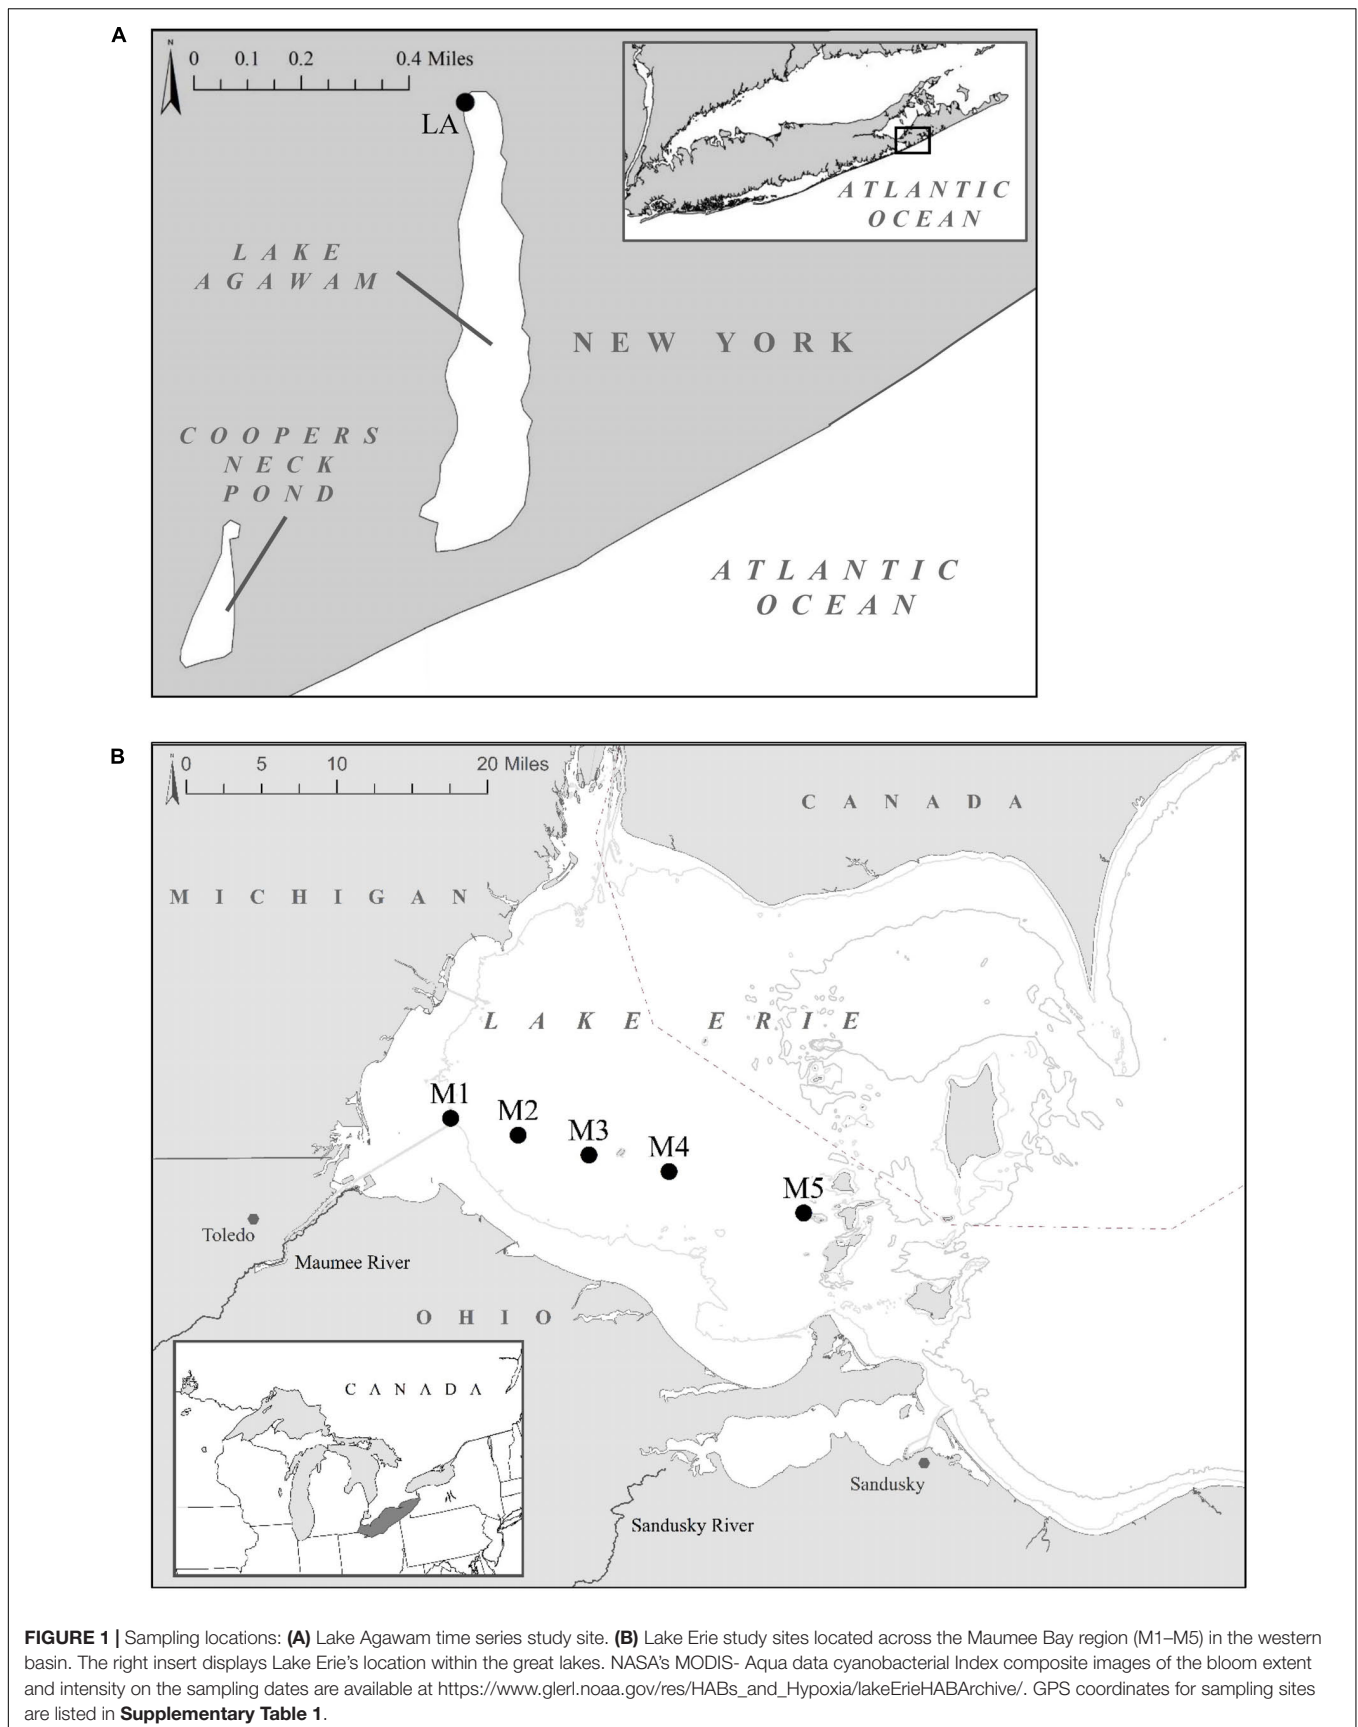 A
N
0 0.1 0.2 0.4 Miles
LA
ATLANTIC
OCEAN
LAKE
AGAWAM
NEW YORK
COOPERS
NECK
POND
ATLANTIC
OCEAN
B
N
0 5 10 20 Miles
CANADA
MICHIGAN
LAKE ERIE
M1
M2
M3
M4
M5
Toledo
Maumee River
OHIO
CANADA
Sandusky
Sandusky River
FIGURE 1 | Sampling locations: (A) Lake Agawam time series study site. (B) Lake Erie study sites located across the Maumee Bay region (M1–M5) in the western
basin. The right insert displays Lake Erie's location within the great lakes. NASA's MODIS- Aqua data cyanobacterial Index composite images of the bloom extent
and intensity on the sampling dates are available at https://www.glerl.noaa.gov/res/HABs_and_Hypoxia/lakeErieHABArchive/. GPS coordinates for sampling sites
are listed in Supplementary Table 1.